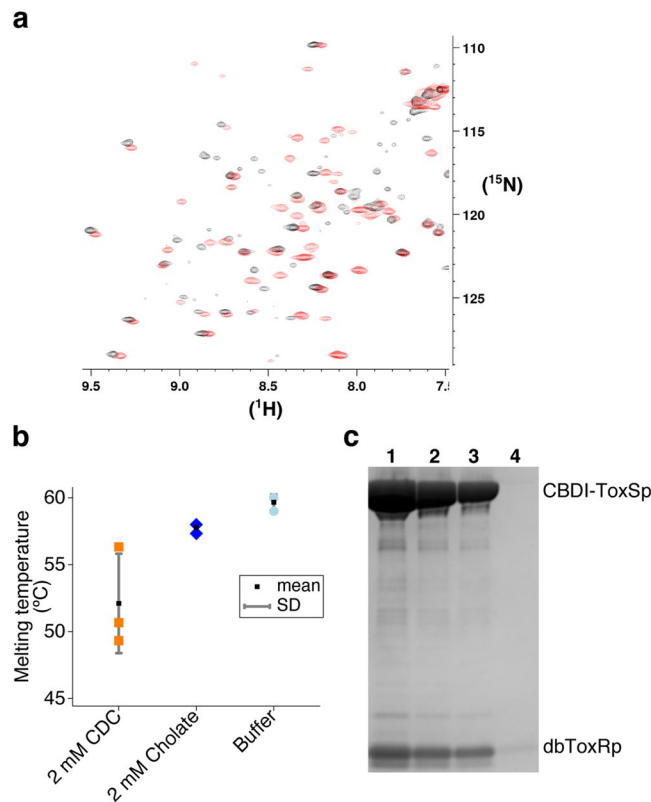 a
110
115
120
125
(¹⁵N)
9.5 9.0 8.5 8.0 7.5
(¹H)
b
60
55
50
45
Melting temperature
(ºC)
mean
SD
2 mM CDC
2 mM Cholate
Buffer
c
1 2 3 4
CBDI-ToxSp
dbToxRp